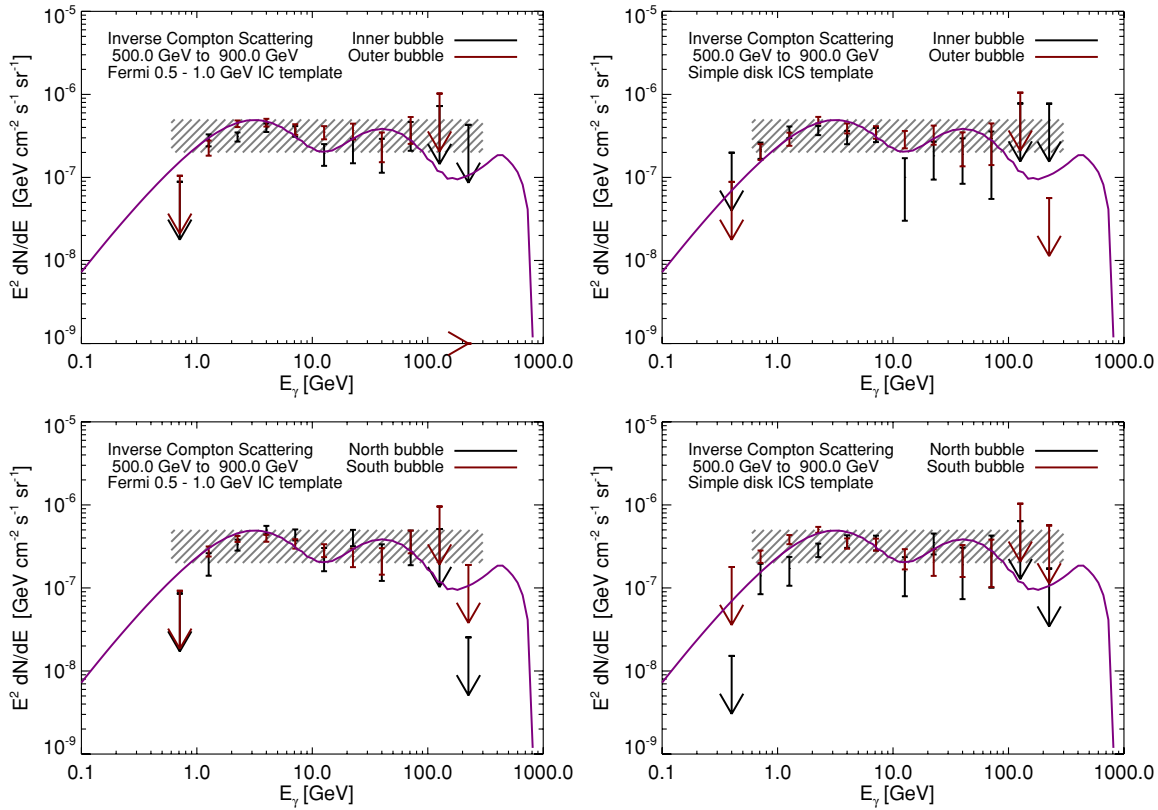 10^-5
10^-6
10^-7
10^-8
10^-9
E^2 dN/dE [GeV cm^-2 s^-1 sr^-1]
Inverse Compton Scattering
500.0 GeV to 900.0 GeV
Fermi 0.5 - 1.0 GeV IC template
Inner bubble
Outer bubble
0.1 1.0 10.0 100.0 1000.0
E_γ [GeV]
10^-5
10^-6
10^-7
10^-8
10^-9
E^2 dN/dE [GeV cm^-2 s^-1 sr^-1]
Inverse Compton Scattering
500.0 GeV to 900.0 GeV
Simple disk ICS template
Inner bubble
Outer bubble
0.1 1.0 10.0 100.0 1000.0
E_γ [GeV]
10^-5
10^-6
10^-7
10^-8
10^-9
E^2 dN/dE [GeV cm^-2 s^-1 sr^-1]
Inverse Compton Scattering
500.0 GeV to 900.0 GeV
Fermi 0.5 - 1.0 GeV IC template
North bubble
South bubble
0.1 1.0 10.0 100.0 1000.0
E_γ [GeV]
10^-5
10^-6
10^-7
10^-8
10^-9
E^2 dN/dE [GeV cm^-2 s^-1 sr^-1]
Inverse Compton Scattering
500.0 GeV to 900.0 GeV
Simple disk ICS template
North bubble
South bubble
0.1 1.0 10.0 100.0 1000.0
E_γ [GeV]